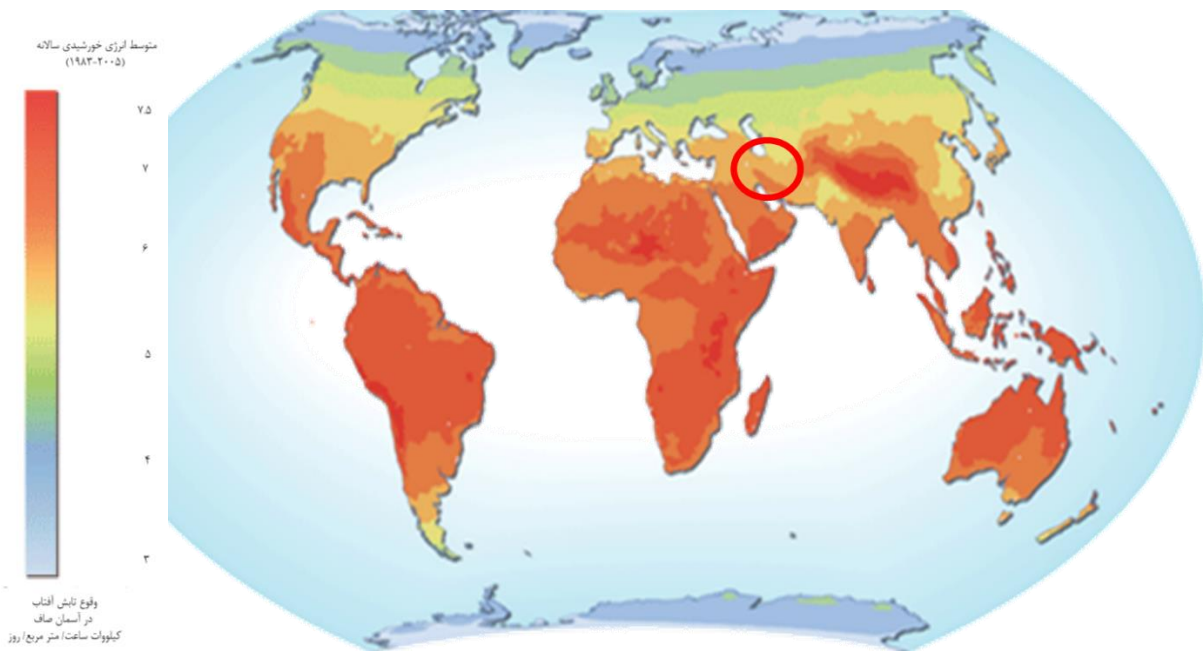 متوسط انرژی خورشیدی سالانه
(۱۹۸۳-۲۰۰۵)
۷.۵
۷
۶
۵
۴
۳
وقوع تابش آفتاب
در آسمان صاف
کیلووات ساعت/ متر مربع/ روز